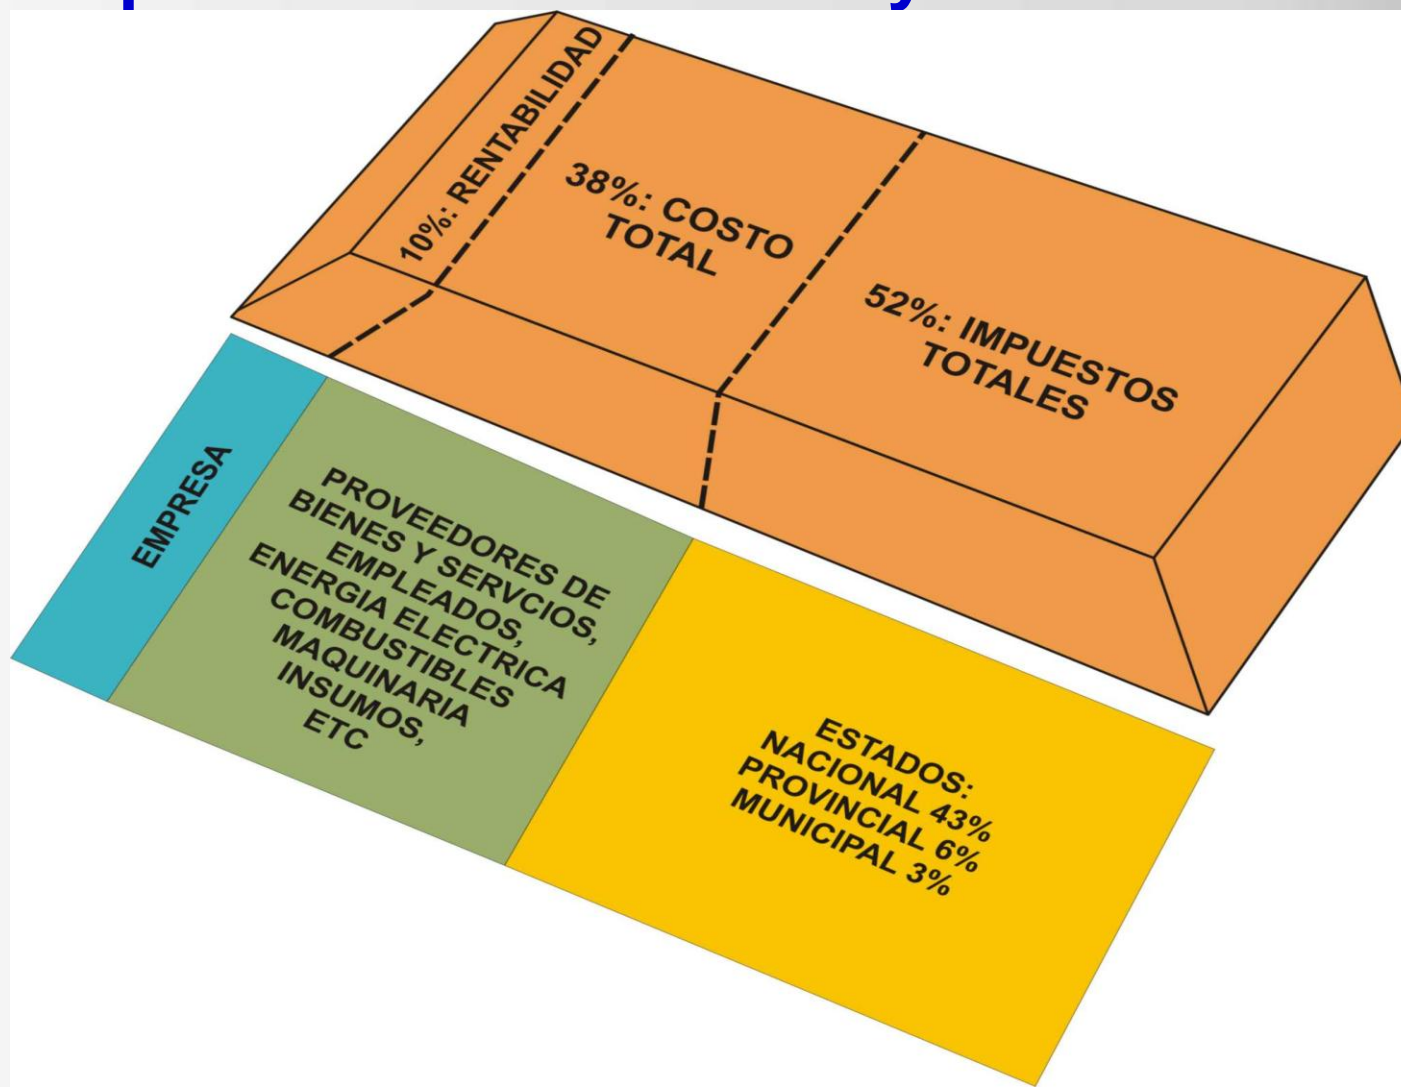 10%: RENTABILIDAD
38%: COSTO
TOTAL
52%: IMPUESTOS
TOTALES
EMPRESA
PROVEEDORES DE
BIENES Y SERVCIOS,
EMPLEADOS,
ENERGIA ELECTRICA
COMBUSTIBLES
MAQUINARIA
INSUMOS,
ETC
ESTADOS:
NACIONAL 43%
PROVINCIAL 6%
MUNICIPAL 3%